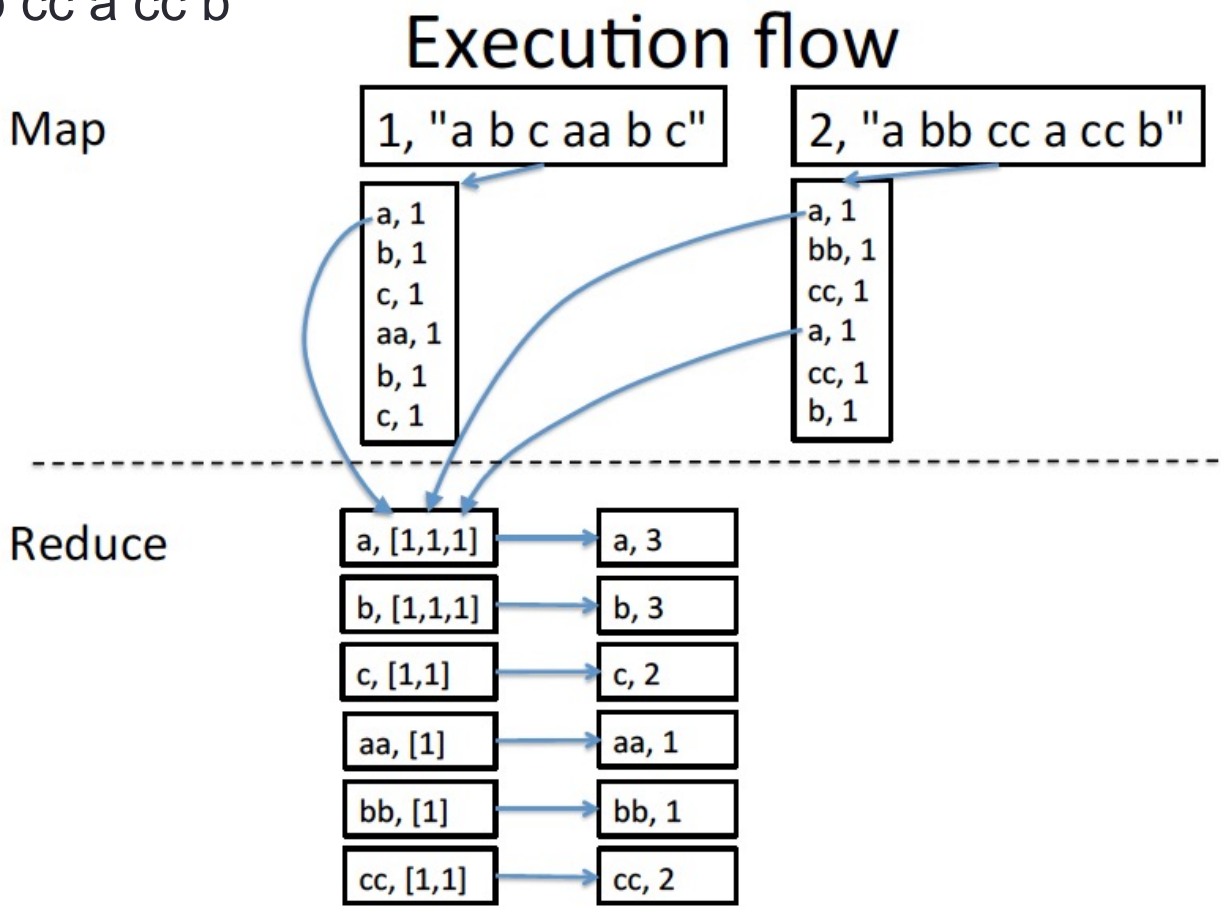 cc a cc b
Execution flow
Map
1, "a b c aa b c"
2, "a bb cc a cc b"
a, 1
b, 1
c, 1
aa, 1
b, 1
c, 1
a, 1
bb, 1
cc, 1
a, 1
cc, 1
b, 1
Reduce
a, [1,1,1]
a, 3
b, [1,1,1]
b, 3
c, [1,1]
c, 2
aa, [1]
aa, 1
bb, [1]
bb, 1
cc, [1,1]
cc, 2